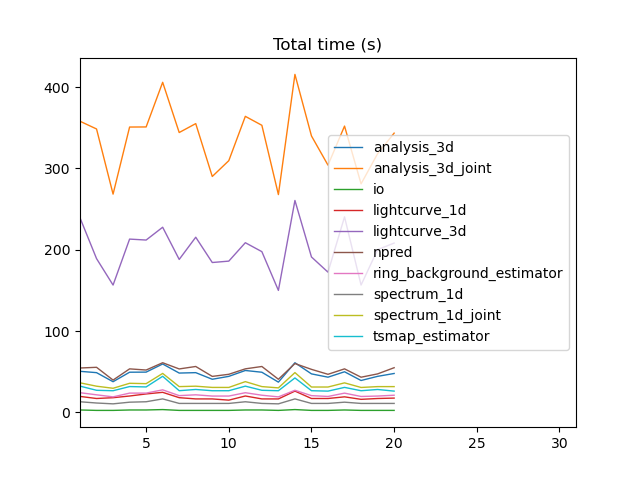 Total time (s)
400
300
200
100
0
analysis_3d
analysis_3d_joint
io
lightcurve_1d
lightcurve_3d
npred
ring_background_estimator
spectrum_1d
spectrum_1d_joint
tsmap_estimator
5 10 15 20 25 30